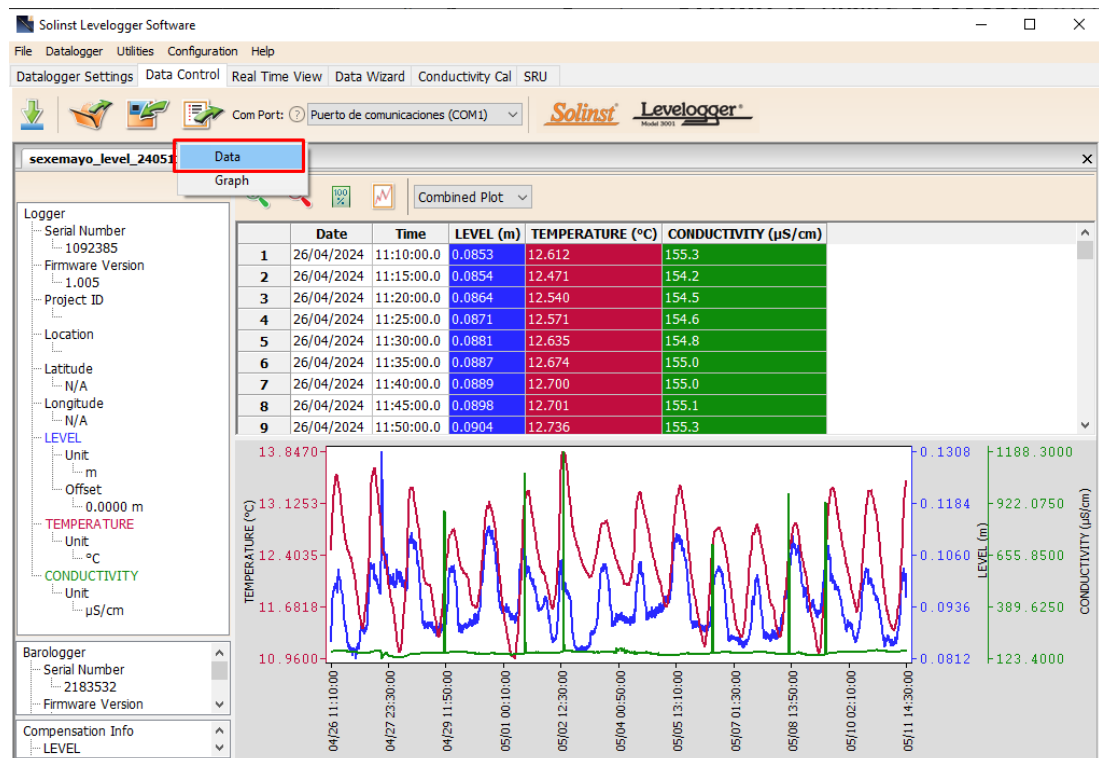 Solinst Levelogger Software
File Datalogger Utilities Configuration Help
Datalogger Settings Data Control Real Time View Data Wizard Conductivity Cal SRU
Com Port: ? Puerto de comunicaciones (COM1) Solinst Levelogger
Model 3001
sexemayo_level_24051
Data
Graph
100 %
Combined Plot
Logger
Serial Number
1092385
Firmware Version
1.005
Project ID
Location
Latitude
N/A
Longitude
N/A
LEVEL
Unit
m
Offset
0.0000 m
TEMPERATURE
Unit
°C
CONDUCTIVITY
Unit
µS/cm
Barologger
Serial Number
2183532
Firmware Version
Compensation Info
LEVEL
Date Time LEVEL (m) TEMPERATURE (°C) CONDUCTIVITY (µS/cm)
1 26/04/2024 11:10:00.0 0.0853 12.612 155.3
2 26/04/2024 11:15:00.0 0.0854 12.471 154.2
3 26/04/2024 11:20:00.0 0.0864 12.540 154.5
4 26/04/2024 11:25:00.0 0.0871 12.571 154.6
5 26/04/2024 11:30:00.0 0.0881 12.635 154.8
6 26/04/2024 11:35:00.0 0.0887 12.674 155.0
7 26/04/2024 11:40:00.0 0.0889 12.700 155.0
8 26/04/2024 11:45:00.0 0.0898 12.701 155.1
9 26/04/2024 11:50:00.0 0.0904 12.736 155.3
13.8470
13.1253
12.4035
11.6818
10.9600
TEMPERATURE (°C)
0.1308
0.1184
0.1060
0.0936
0.0812
LEVEL (m)
1188.3000
922.0750
655.8500
389.6250
123.4000
CONDUCTIVITY (µS/cm)
04/26 11:10:00
04/27 23:30:00
04/29 11:50:00
05/01 00:10:00
05/02 12:30:00
05/04 00:50:00
05/05 13:10:00
05/07 01:30:00
05/08 13:50:00
05/10 02:10:00
05/11 14:30:00